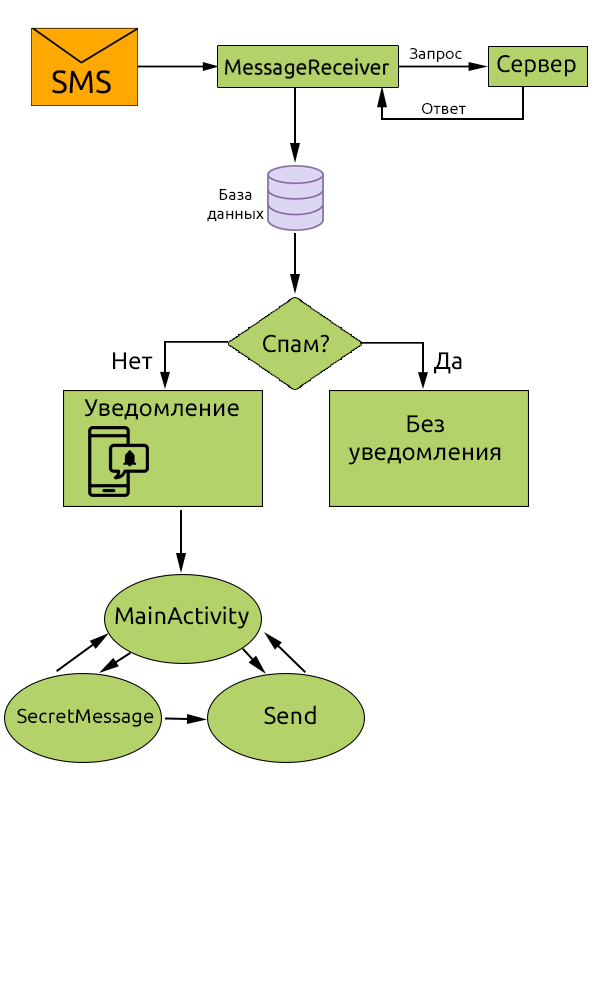 SMS
MessageReceiver
Запрос
Сервер
Ответ
База
данных
Спам?
Нет
Да
Уведомление
Без
уведомления
MainActivity
SecretMessage
Send